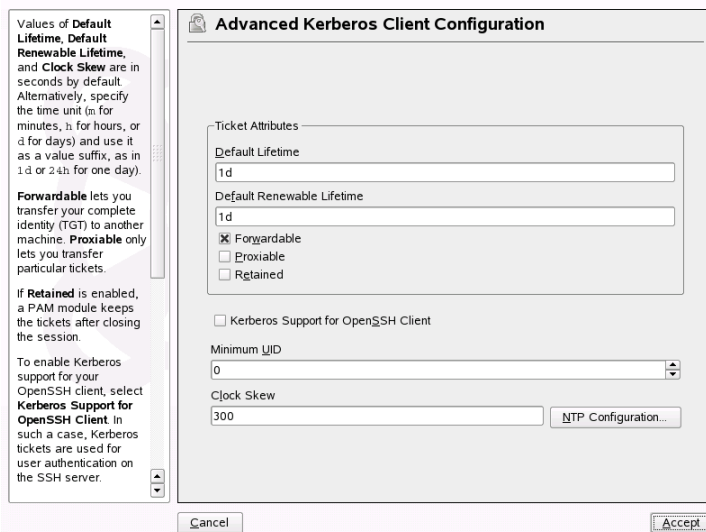 Values of Default
Lifetime, Default
Renewable Lifetime,
and Clock Skew are in
seconds by default.
Alternatively, specify
the time unit (m for
minutes, h for hours, or
d for days) and use it
as a value suffix, as in
1d or 24h for one day).
Forwardable lets you
transfer your complete
identity (TGT) to another
machine. Proxiable only
lets you transfer
particular tickets.
If Retained is enabled,
a PAM module keeps
the tickets after closing
the session.
To enable Kerberos
support for your
OpenSSH client, select
Kerberos Support for
OpenSSH Client. In
such a case, Kerberos
tickets are used for
user authentication on
the SSH server.
Advanced Kerberos Client Configuration
Ticket Attributes
Default Lifetime
1d
Default Renewable Lifetime
1d
Forwardable
Proxiable
Retained
Kerberos Support for OpenSSH Client
Minimum UID
0
Clock Skew
300
NTP Configuration...
Cancel
Accept